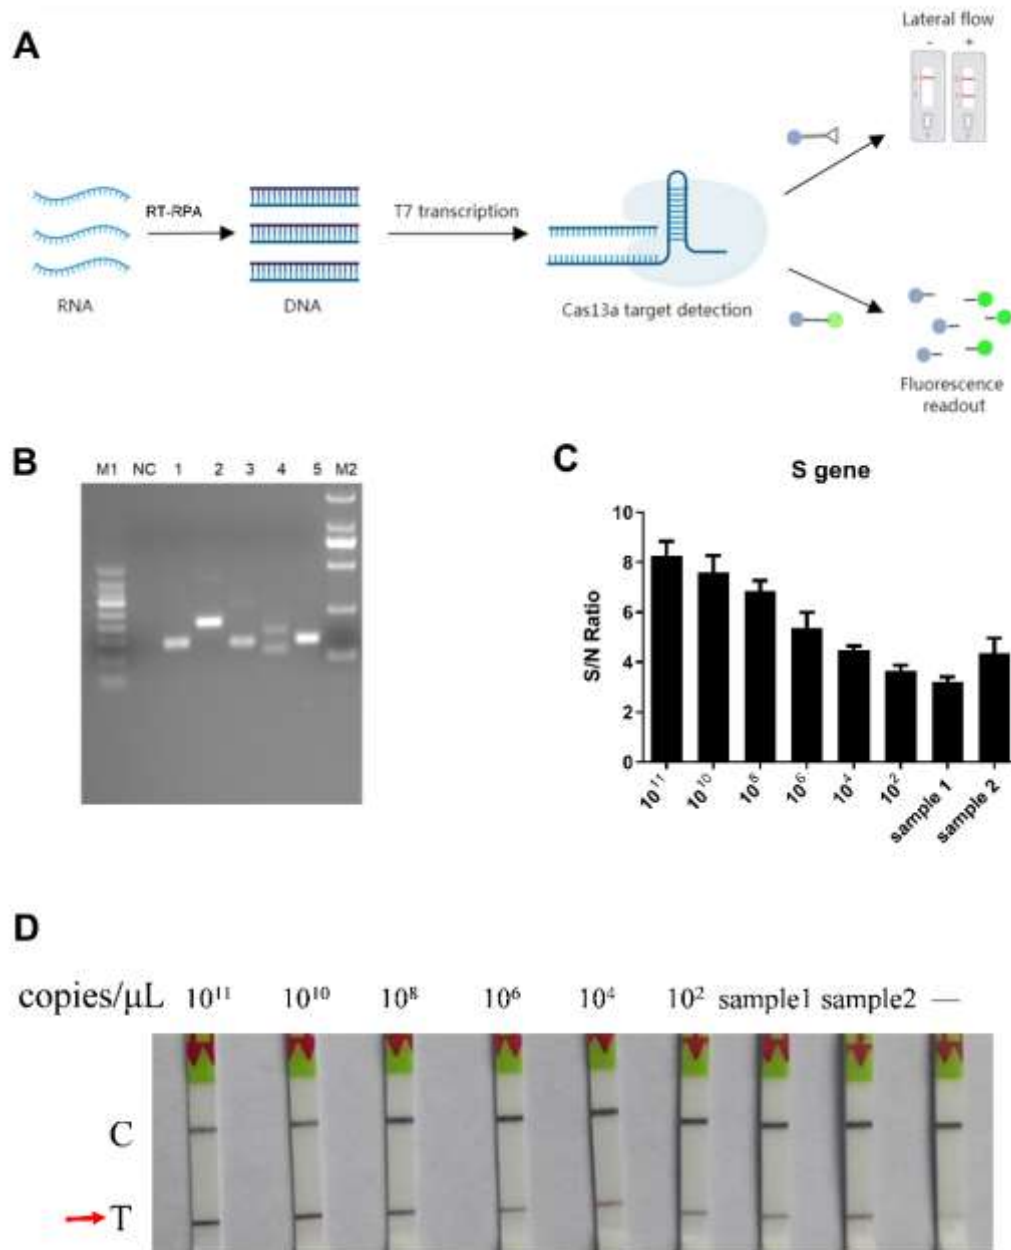 A
Lateral flow
- +
RT-RPA
T7 transcription
RNA
DNA
Cas13a target detection
Fluorescence
readout
B
M1 NC 1 2 3 4 5 M2
C
S gene
S/N Ratio
10
8
6
4
2
0
10¹¹ 10¹⁰ 10⁸ 10⁶ 10⁴ 10² sample 1 sample 2
D
copies/μL 10¹¹ 10¹⁰ 10⁸ 10⁶ 10⁴ 10² sample1 sample2 —
C
T